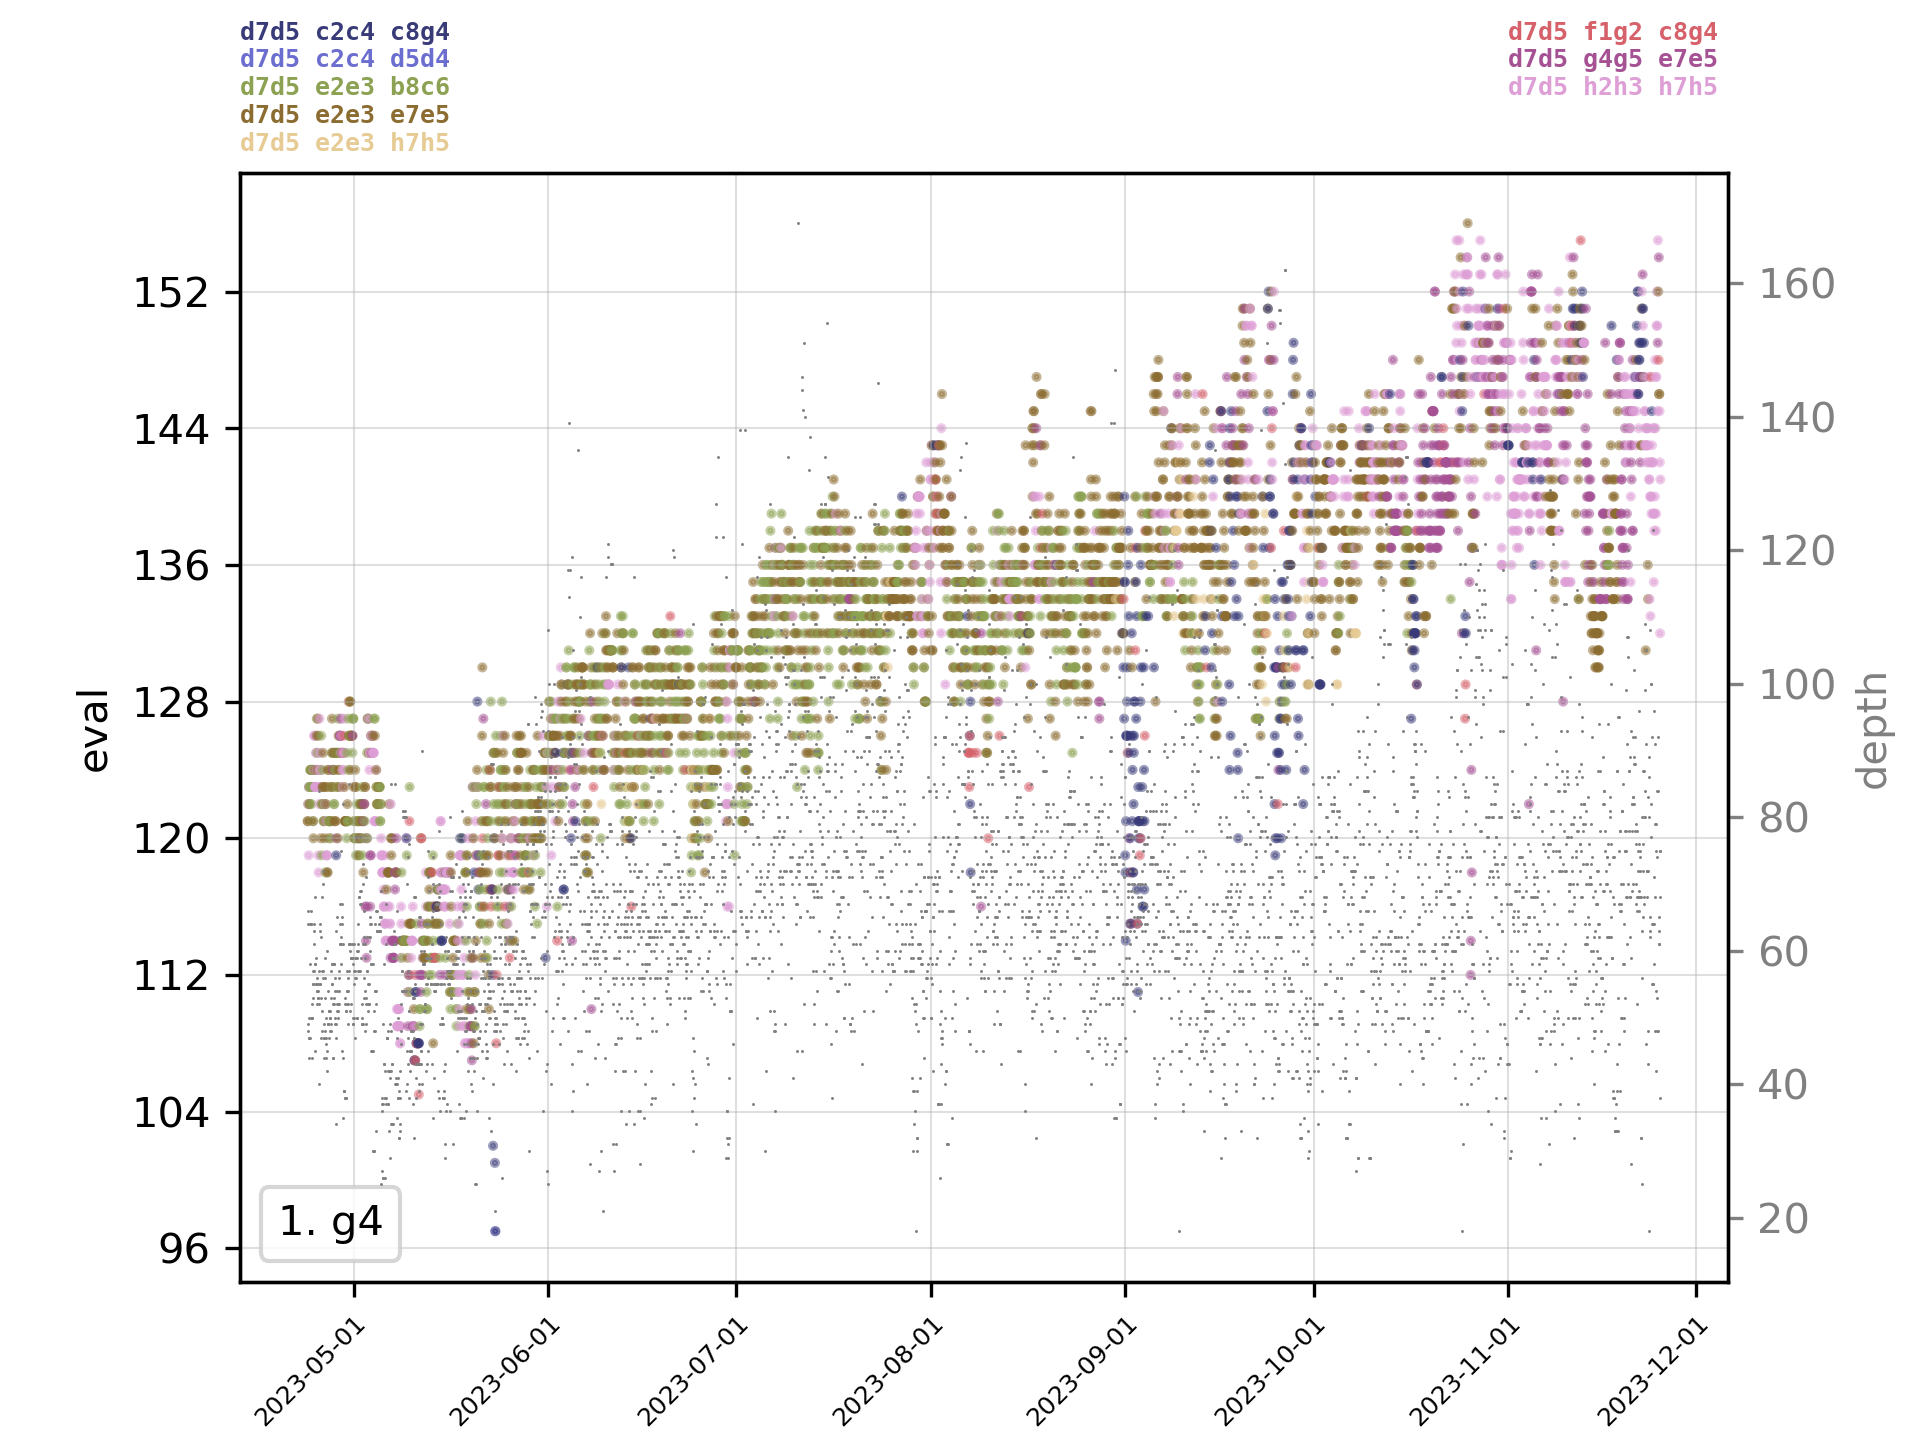 d7d5 c2c4 c8g4
d7d5 c2c4 d5d4
d7d5 e2e3 b8c6
d7d5 e2e3 e7e5
d7d5 e2e3 h7h5
d7d5 f1g2 c8g4
d7d5 g4g5 e7e5
d7d5 h2h3 h7h5
eval
152
144
136
128
120
112
104
96
160
140
120
100
80
60
40
20
depth
1. g4
2023-05-01
2023-06-01
2023-07-01
2023-08-01
2023-09-01
2023-10-01
2023-11-01
2023-12-01